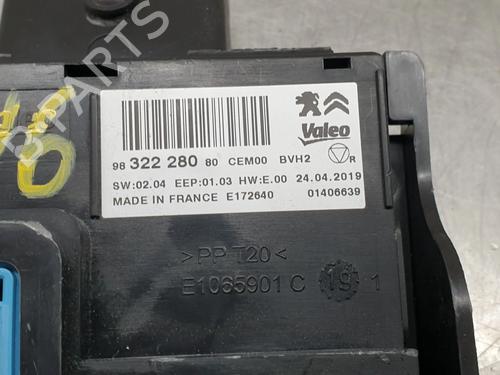 B-PARTS
Valeo
98 322 280 80 CEM00 BVH2 R
SW:02.04 EEP:01.03 HW:E.00 24.04.2019
MADE IN FRANCE E172640 01406639
>PP T20<
E1065901 C 19 1